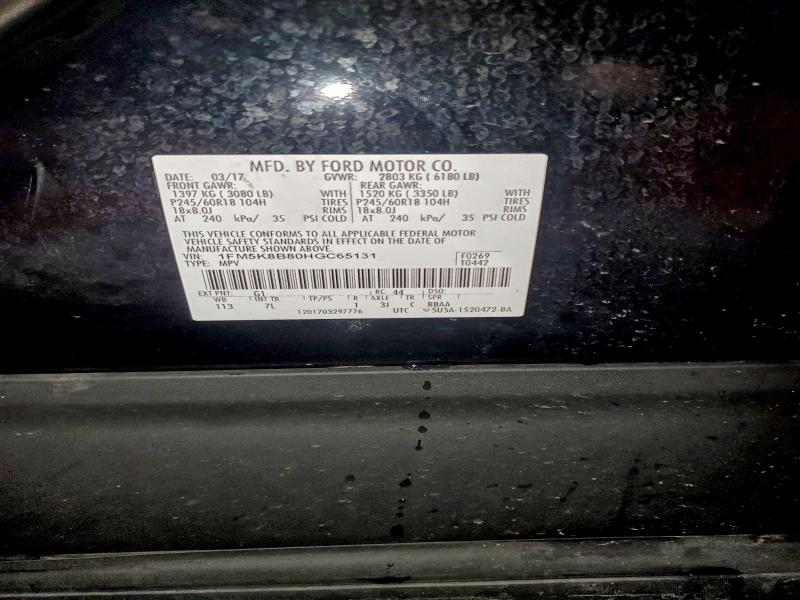 MFD. BY FORD MOTOR CO.
DATE: 03/17 GVWR: 2803 KG ( 6180 LB)
FRONT GAWR: REAR GAWR:
1397 KG ( 3080 LB) WITH 1520 KG ( 3350 LB) WITH
P245/60R18 104H TIRES P245/60R18 104H TIRES
18x8.0J RIMS 18x8.0J RIMS
AT 240 kPa/ 35 PSI COLD AT 240 kPa/ 35 PSI COLD
THIS VEHICLE CONFORMS TO ALL APPLICABLE FEDERAL MOTOR
VEHICLE SAFETY STANDARDS IN EFFECT ON THE DATE OF
MANUFACTURE SHOWN ABOVE.
VIN: 1FM5K8B80HGC65131 F0269
TYPE: MPV T0442
EXT PNT: G1 RC: 44 DSO:
WB INT TR TP/PS R AXLE TR SPR
113 7L 1 3J C BBAA
1201703297776 UTC 5U5A-1520472-BA